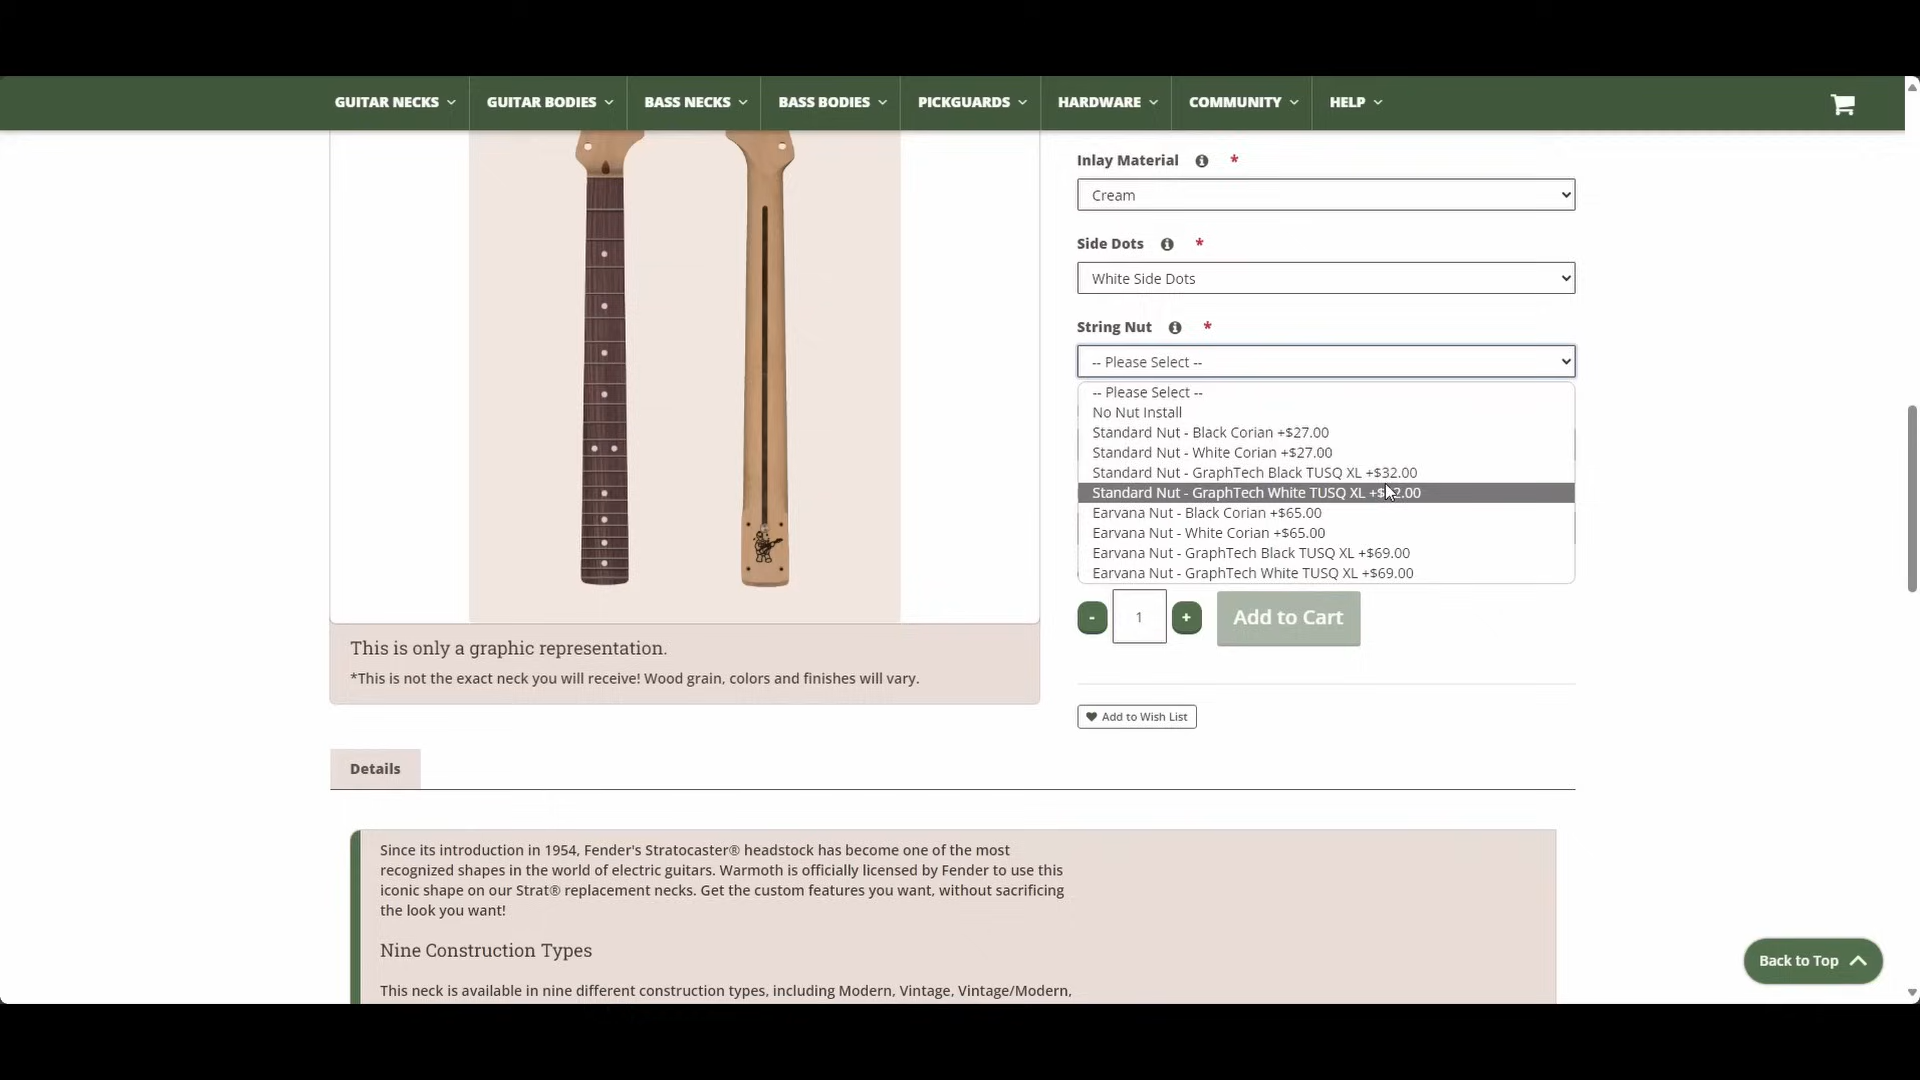 GUITAR NECKS
GUITAR BODIES
BASS NECKS
BASS BODIES
PICKGUARDS
HARDWARE
COMMUNITY
HELP
Inlay Material *
Cream
Side Dots *
White Side Dots
String Nut *
-- Please Select --
-- Please Select --
No Nut Install
Standard Nut - Black Corian +$27.00
Standard Nut - White Corian +$27.00
Standard Nut - GraphTech Black TUSQ XL +$32.00
Standard Nut - GraphTech White TUSQ XL
Earvana Nut - Black Corian +$65.00
Earvana Nut - White Corian +$65.00
Earvana Nut - GraphTech Black TUSQ XL +$69.00
Earvana Nut - GraphTech White TUSQ XL +$69.00
- 1 + Add to Cart
Add to Wish List
This is only a graphic representation.
*This is not the exact neck you will receive! Wood grain, colors and finishes will vary.
Details
Since its introduction in 1954, Fender's Stratocaster® headstock has become one of the most
recognized shapes in the world of electric guitars. Warmoth is officially licensed by Fender to use this
iconic shape on our Strat® replacement necks. Get the custom features you want, without sacrificing
the look you want!
Nine Construction Types
This neck is available in nine different construction types, including Modern, Vintage, Vintage/Modern,
Back to Top